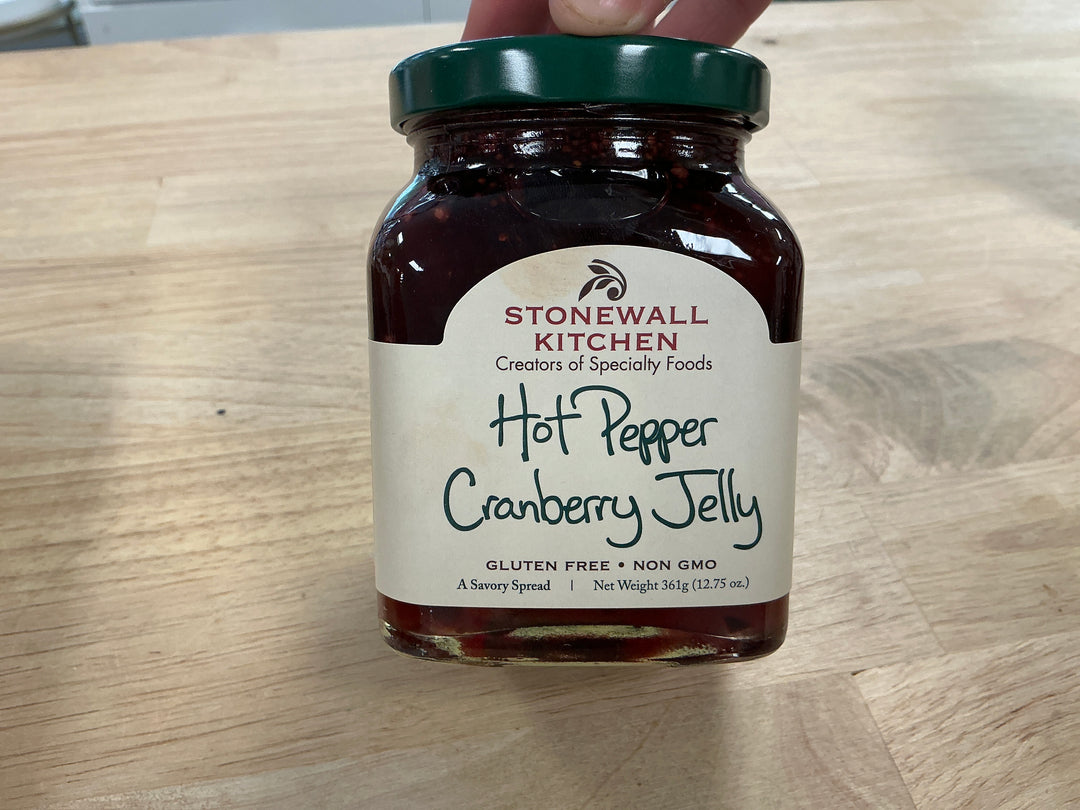 STONEWALL
KITCHEN
Creators of Specialty Foods
Hot Pepper
Cranberry Jelly
GLUTEN FREE • NON GMO
A Savory Spread | Net Weight 361g (12.75 oz.)